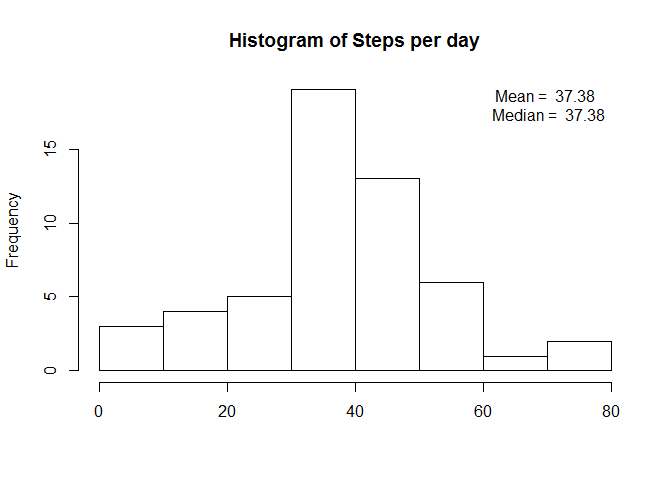 Histogram of Steps per day
Mean =  37.38
Median =  37.38
Frequency
15
10
5
0
0 20 40 60 80